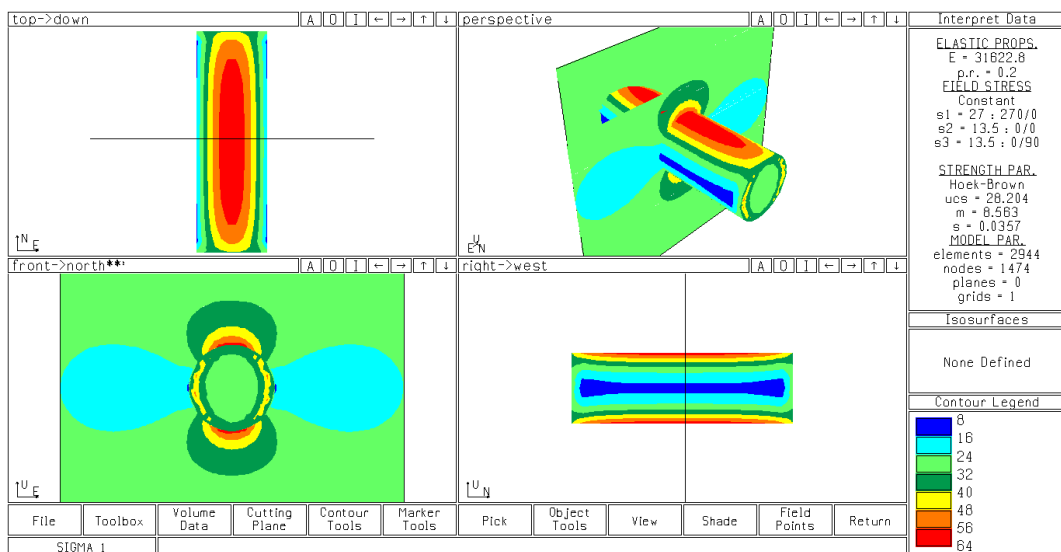 top->down A O I ← → ↑ ↓
perspective A O I ← → ↑ ↓
Interpret Data
ELASTIC PROPS.
E = 31622.8
p.r. = 0.2
FIELD STRESS
Constant
s1 = 27 : 270/0
s2 = 13.5 : 0/0
s3 = 13.5 : 0/90
STRENGTH PAR.
Hoek-Brown
ucs = 28.204
m = 8.563
s = 0.0357
MODEL PAR.
elements = 2944
nodes = 1474
planes = 0
grids = 1
Isosurfaces
None Defined
Contour Legend
8
16
24
32
40
48
56
64
N E
U
E N
front->north**: A O I ← → ↑ ↓
right->west A O I ← → ↑ ↓
U E
U N
File
Toolbox
Volume
Data
Cutting
Plane
Contour
Tools
Marker
Tools
Pick
Object
Tools
View
Shade
Field
Points
Return
SIGMA 1